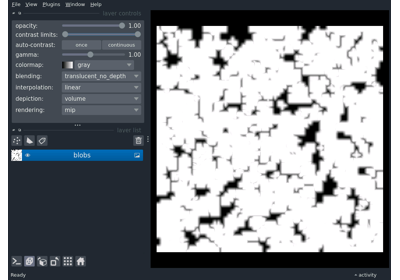 File View Plugins Window Help
layer controls
opacity: 1.00
contrast limits:
auto-contrast: once continuous
gamma: 1.00
colormap: gray
blending: translucent_no_depth
interpolation: linear
depiction: volume
rendering: mip
layer list
blobs
Ready
activity